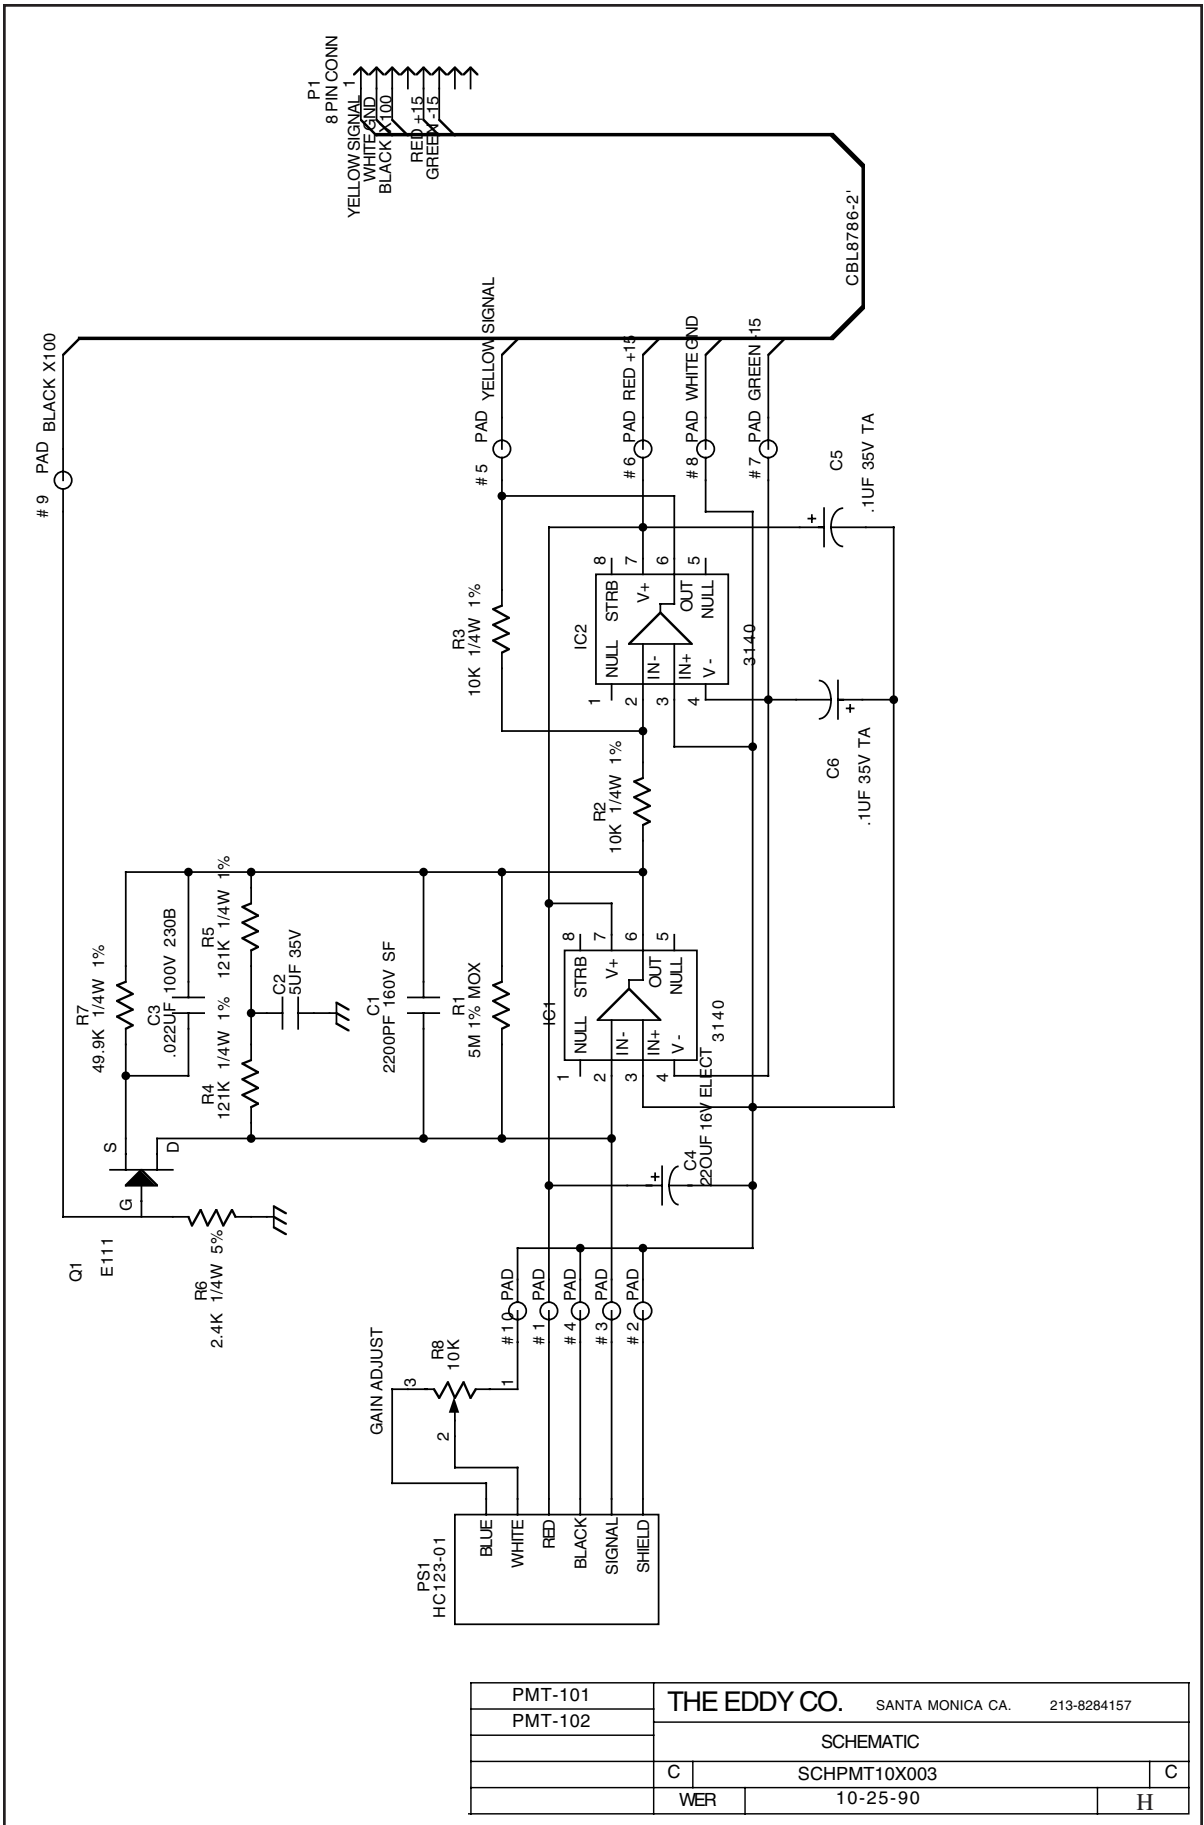 P1
8 PIN CONN
1
YELLOW SIGNAL
WHITE GND
BLACK X100
RED +15
GREEN -15
CBL8786-2'
# 9 PAD BLACK X100
# 5 PAD YELLOW SIGNAL
# 6 PAD RED +15
# 8 PAD WHITE GND
# 7 PAD GREEN -15
C5
.1UF 35V TA
C6
.1UF 35V TA
R3
10K 1/4W 1%
IC2
8 STRB
7 V+
6 OUT
5 NULL
1 NULL
2 IN-
3 IN+
4 V-
3140
R2
10K 1/4W 1%
R7
49.9K 1/4W 1%
C3
.022UF 100V 230B
R5
121K 1/4W 1%
R4
121K 1/4W 1%
C2
5UF 35V
C1
2200PF 160V SF
R1
5M 1% MOX
IC1
8 STRB
7 V+
6 OUT
5 NULL
1 NULL
2 IN-
3 IN+
4 V-
3140
C4
220UF 16V ELECT
S
D
G
Q1
E111
R6
2.4K 1/4W 5%
#10 PAD
# 1 PAD
# 4 PAD
# 3 PAD
# 2 PAD
GAIN ADJUST
R8
10K
3
2
1
PS1
HC123-01
BLUE
WHITE
RED
BLACK
SIGNAL
SHIELD
PMT-101
PMT-102
THE EDDY CO. SANTA MONICA CA. 213-8284157
SCHEMATIC
C SCHPMT10X003 C
WER 10-25-90 H